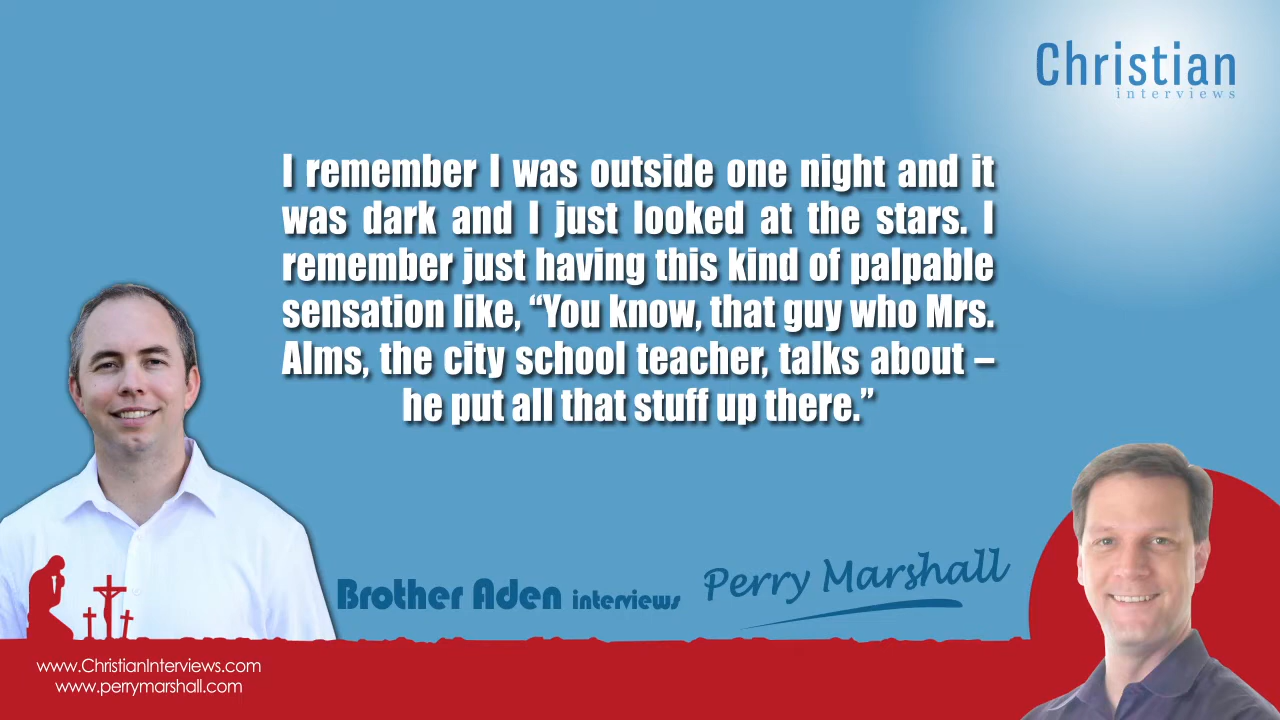 Christian
interviews
I remember I was outside one night and it
was dark and I just looked at the stars. I
remember just having this kind of palpable
sensation like, “You know, that guy who Mrs.
Alms, the city school teacher, talks about –
he put all that stuff up there.”
Brother Aden interviews Perry Marshall
www.ChristianInterviews.com
www.perrymarshall.com